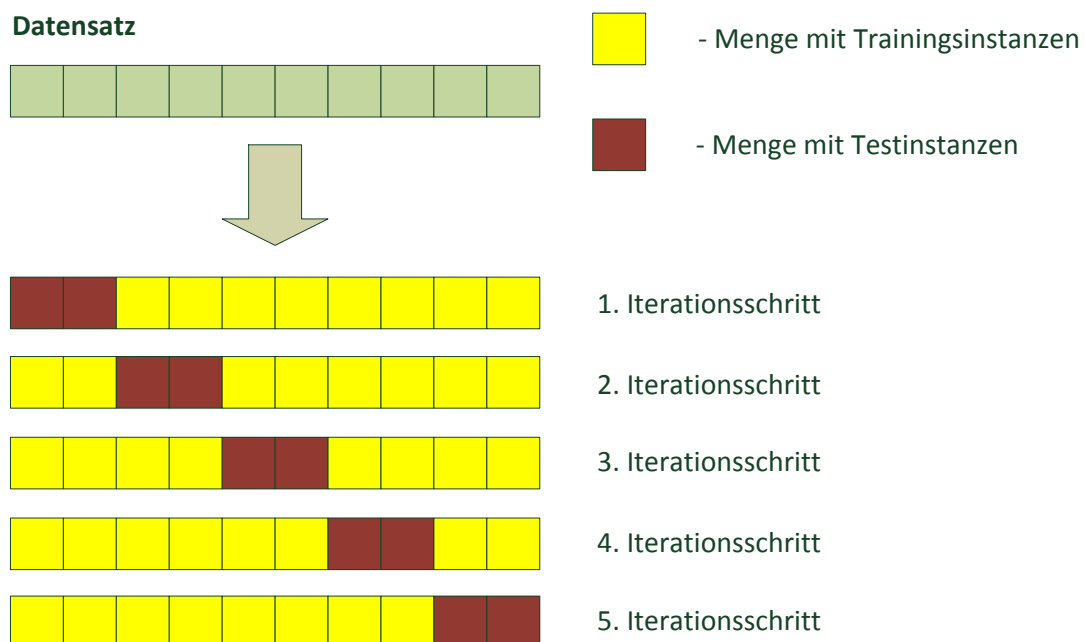 Datensatz
- Menge mit Trainingsinstanzen
- Menge mit Testinstanzen
1. Iterationsschritt
2. Iterationsschritt
3. Iterationsschritt
4. Iterationsschritt
5. Iterationsschritt